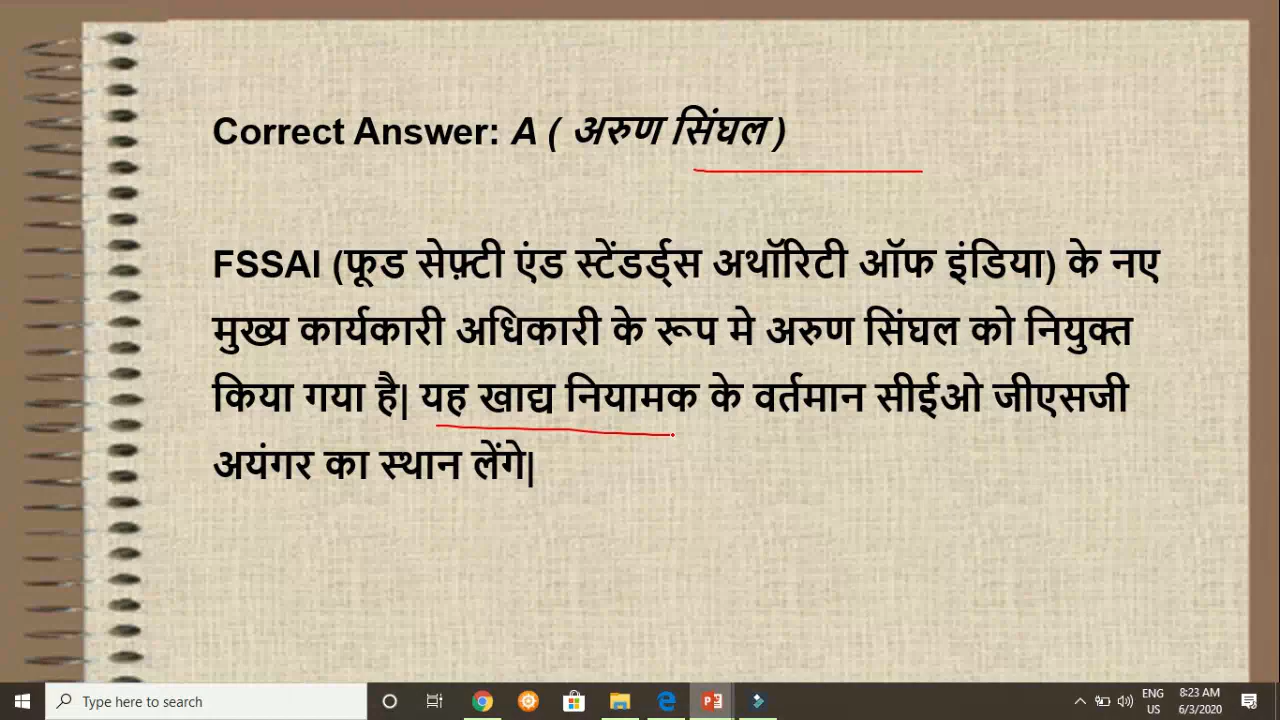 Correct Answer: A ( अरुण सिंघल )
FSSAI (फूड सेफ़्टी एंड स्टेंडर्ड्स अथॉरिटी ऑफ इंडिया) के नए
मुख्य कार्यकारी अधिकारी के रूप मे अरुण सिंघल को नियुक्त
किया गया है| यह खाद्य नियामक के वर्तमान सीईओ जीएसजी
अयंगर का स्थान लेंगे|
Type here to search
ENG
US
8:23 AM
6/3/2020